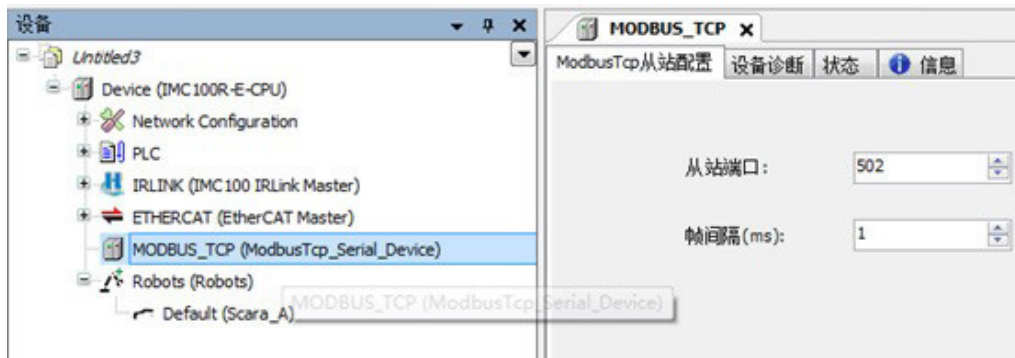 设备
Untitled3
Device (IMC100R-E-CPU)
Network Configuration
PLC
IRLINK (IMC100 IRLink Master)
ETHERCAT (EtherCAT Master)
MODBUS_TCP (ModbusTcp_Serial_Device)
Robots (Robots)
MODBUS_TCP (ModbusTcp_Serial_Device)
Default (Scara_A)
MODBUS_TCP
ModbusTcp从站配置 设备诊断 状态 信息
从站端口: 502
帧间隔(ms): 1